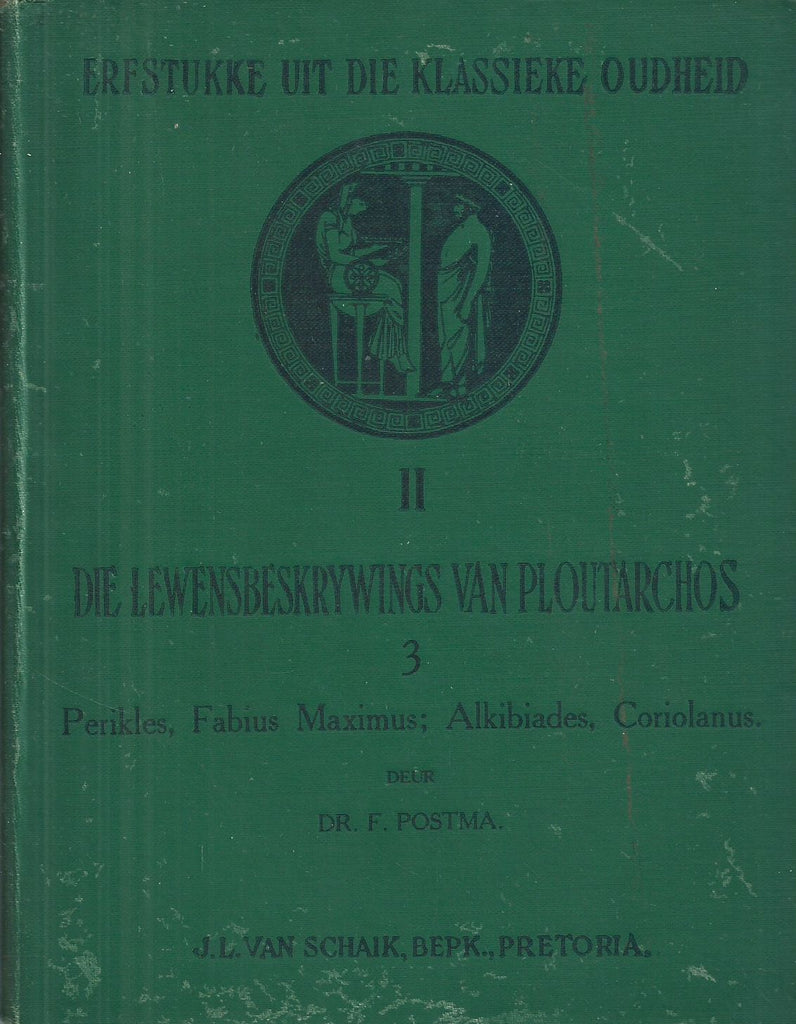 ERFSTUKKE UIT DIE KLASSIEKE OUDHEID
II
DIE LEWENSBESKRYWINGS VAN PLOUTARCHOS
3
Perikles, Fabius Maximus; Alkibiades, Coriolanus.
DEUR
DR. F. POSTMA.
J. L. VAN SCHAIK, BEPK., PRETORIA.